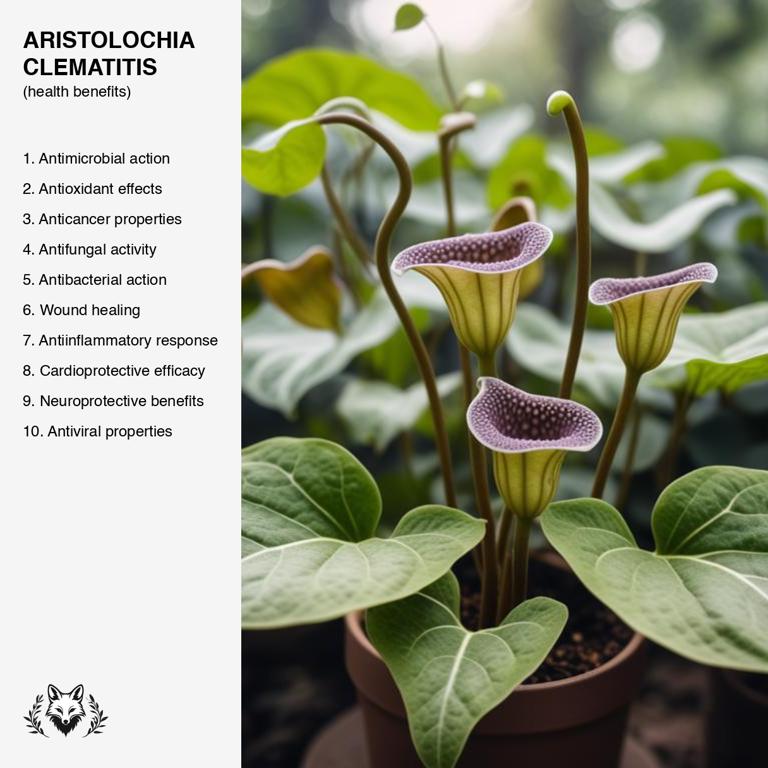 ARISTOLOCHIA
CLEMATITIS
(health benefits)
1. Antimicrobial action
2. Antioxidant effects
3. Anticancer properties
4. Antifungal activity
5. Antibacterial action
6. Wound healing
7. Antiinflammatory response
8. Cardioprotective efficacy
9. Neuroprotective benefits
10. Antiviral properties